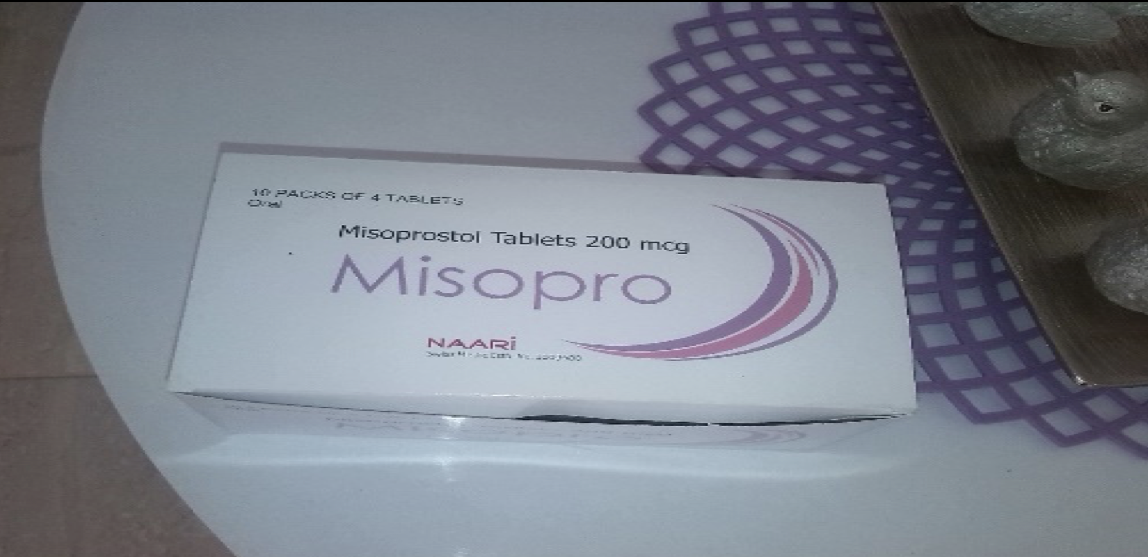 10 PACKS OF 4 TABLETS
Oral
Misoprostol Tablets 200 mcg
Misopro
NAARi